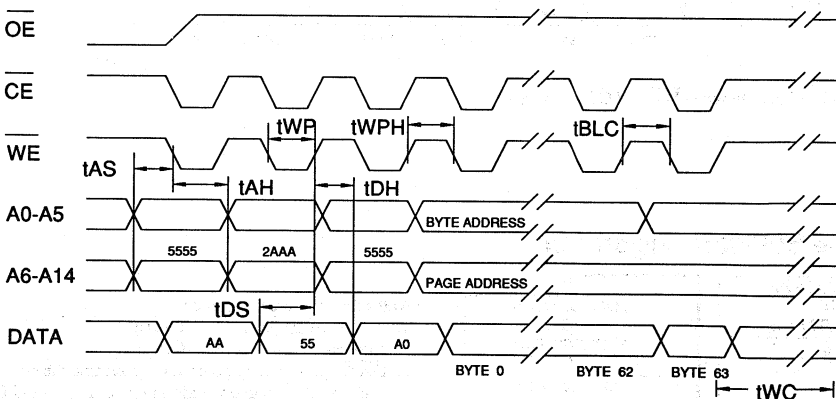 OE
CE
tWP tWPH tBLC
WE
tAS
tAH tDH
A0-A5 BYTE ADDRESS
5555 2AAA 5555
A6-A14 PAGE ADDRESS
tDS
DATA AA 55 A0
BYTE 0 BYTE 62 BYTE 63
tWC